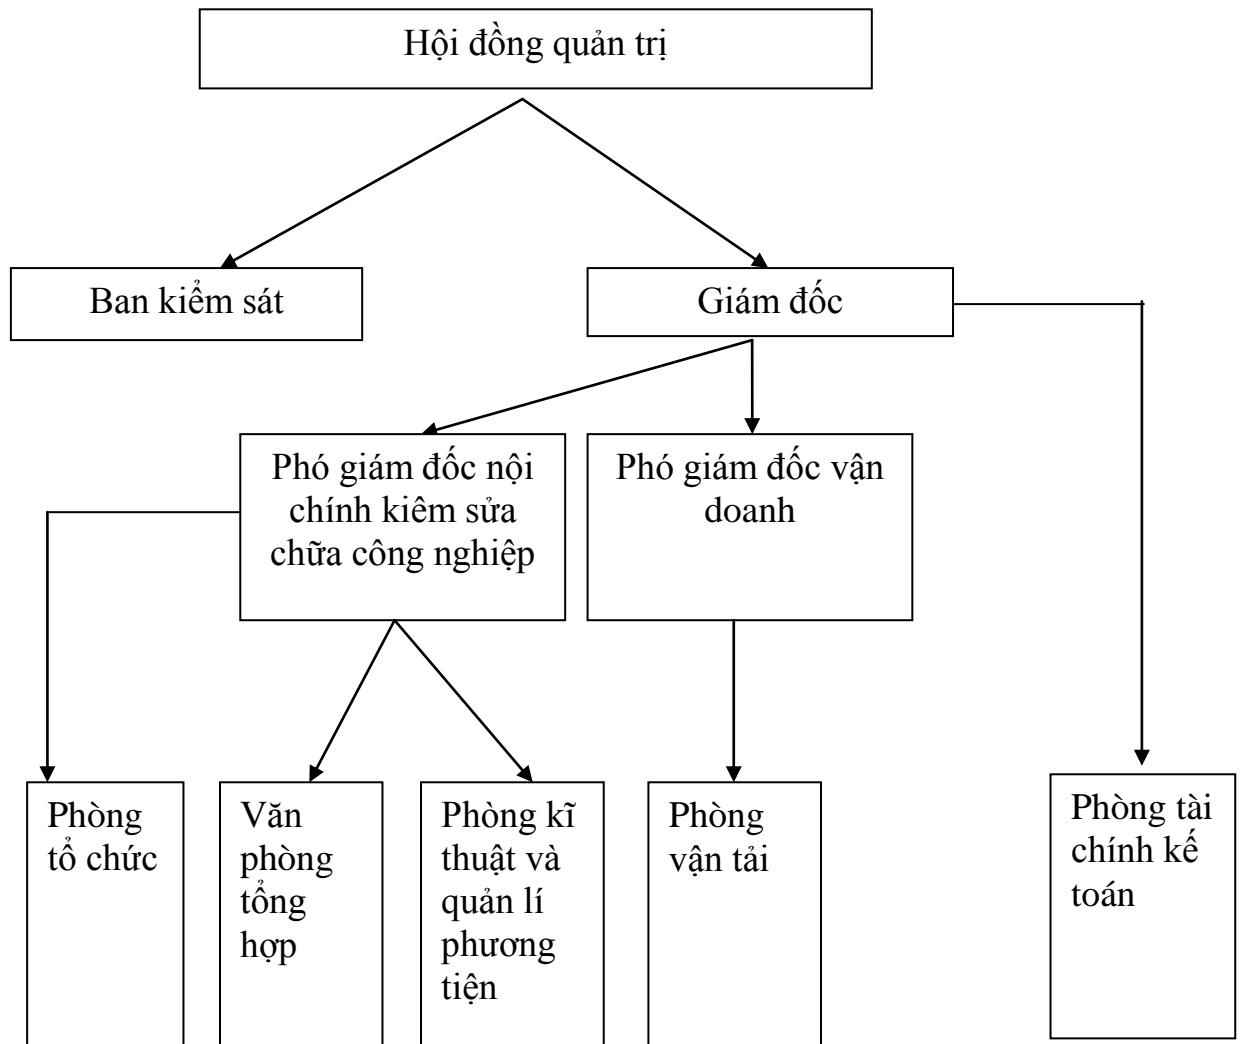 Hội đồng quản trị
Ban kiểm sát
Giám đốc
Phó giám đốc nội
chính kiêm sửa
chữa công nghiệp
Phó giám đốc vận
doanh
Phòng
tổ chức
Văn
phòng
tổng
hợp
Phòng kĩ
thuật và
quản lí
phương
tiện
Phòng
vận tải
Phòng tài
chính kế
toán